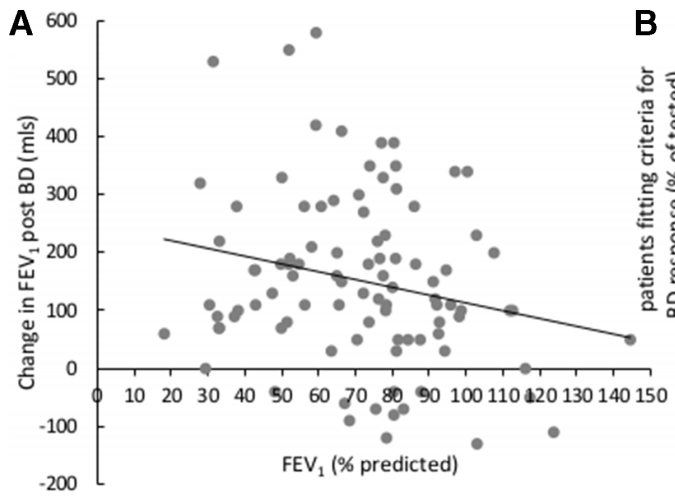 A
B
600
500
400
300
200
100
0
-100
-200
Change in FEV₁ post BD (mls)
0 10 20 30 40 50 60 70 80 90 100 110 120 130 140 150
FEV₁ (% predicted)
patients fitting criteria for
BD response (% of tested)